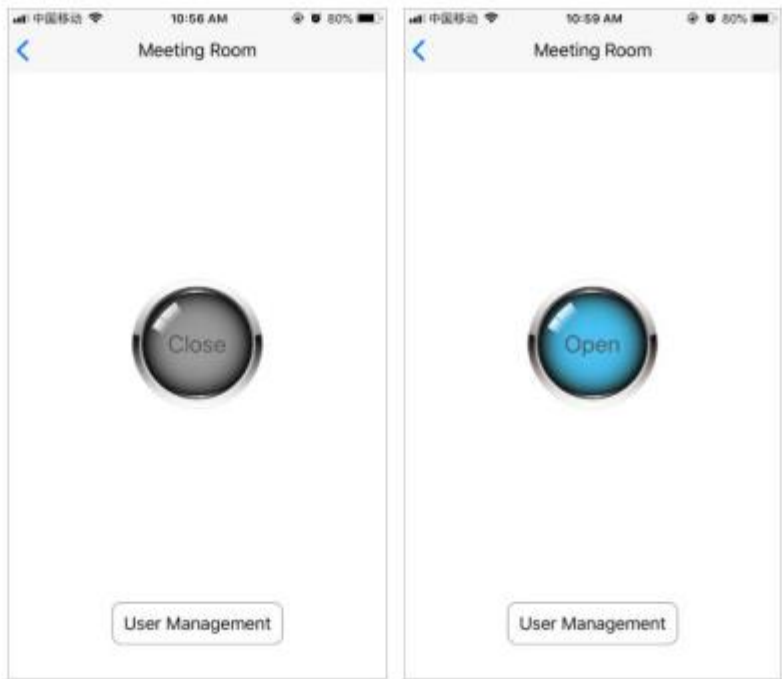 中国移动 10:56 AM 80%
Meeting Room
Close
User Management
中国移动 10:59 AM 80%
Meeting Room
Open
User Management